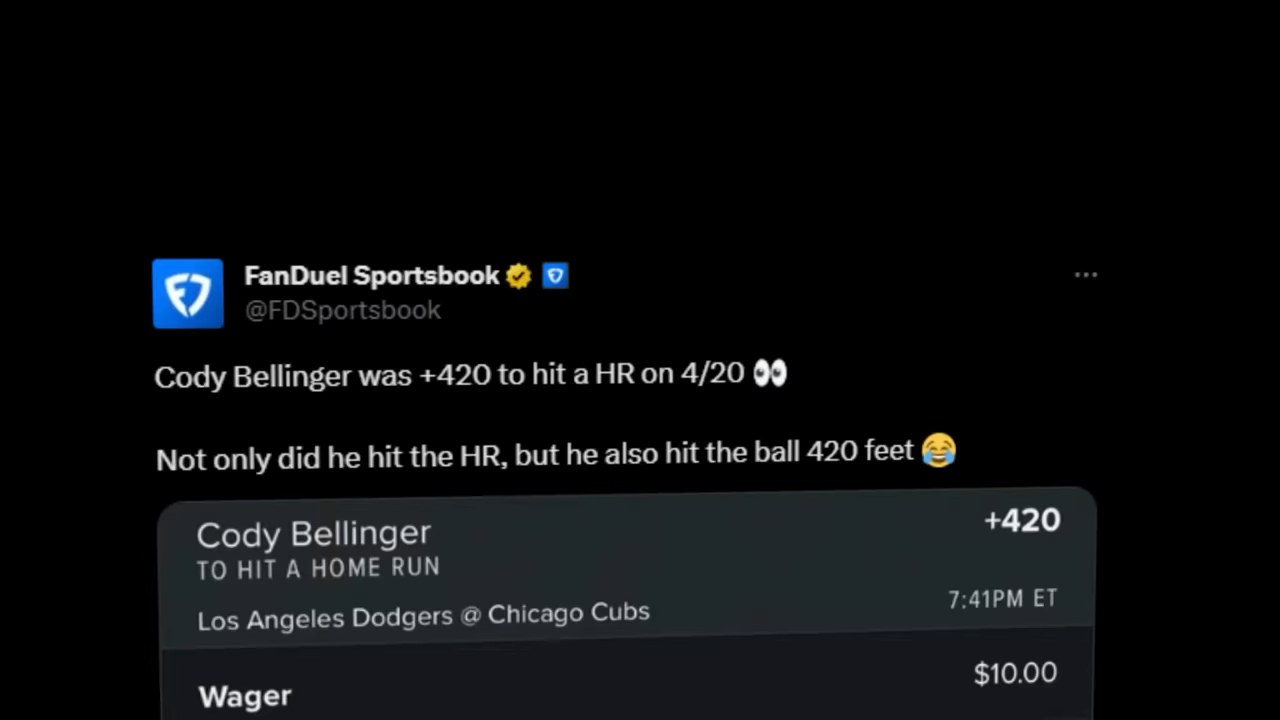 FanDuel Sportsbook
@FDSportsbook
Cody Bellinger was +420 to hit a HR on 4/20 👀
Not only did he hit the HR, but he also hit the ball 420 feet 😂
Cody Bellinger +420
TO HIT A HOME RUN
Los Angeles Dodgers @ Chicago Cubs 7:41PM ET
Wager $10.00